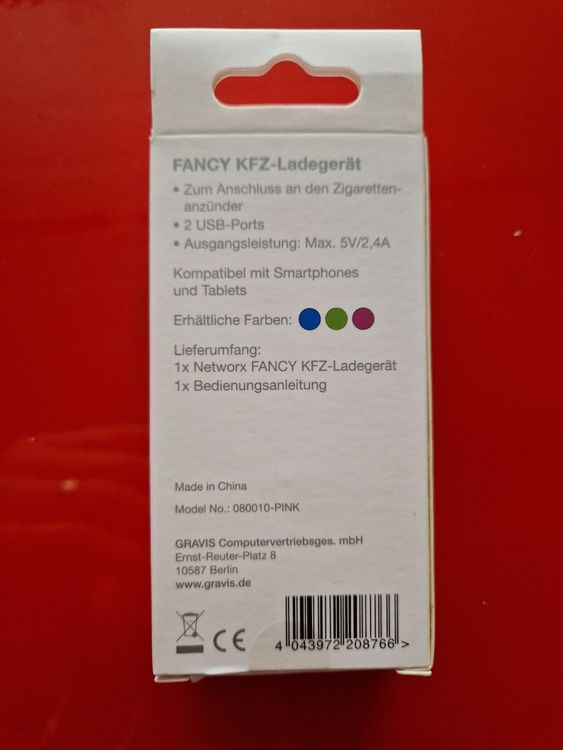 FANCY KFZ-Ladegerät
• Zum Anschluss an den Zigaretten-
anzünder
• 2 USB-Ports
• Ausgangsleistung: Max. 5V/2,4A
Kompatibel mit Smartphones
und Tablets
Erhältliche Farben:
Lieferumfang:
1x Networx FANCY KFZ-Ladegerät
1x Bedienungsanleitung
Made in China
Model No.: 080010-PINK
GRAVIS Computervertriebsges. mbH
Ernst-Reuter-Platz 8
10587 Berlin
www.gravis.de
CE
4 043972 208766 >